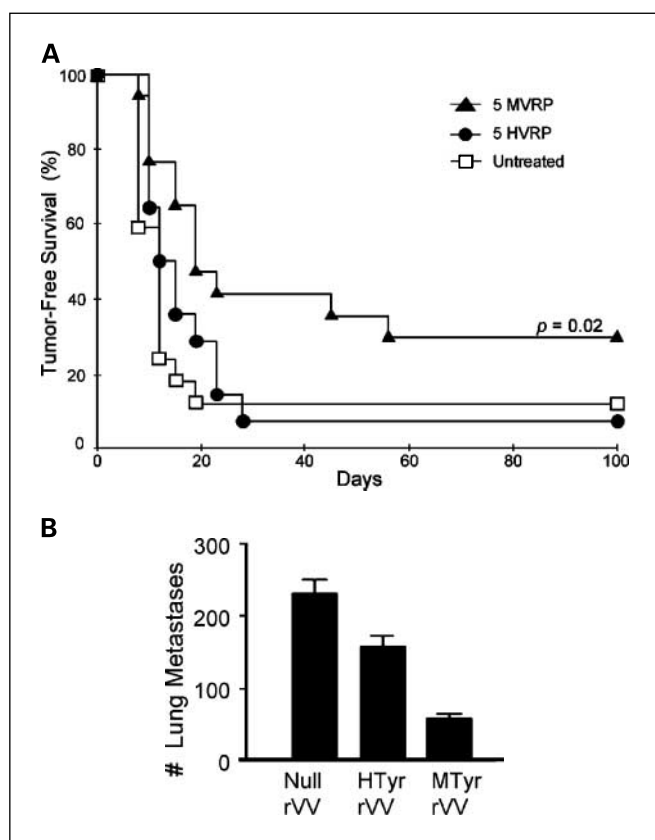 A
100
80
60
40
20
0
Tumor-Free Survival (%)
5 MVRP
5 HVRP
Untreated
p = 0.02
0 20 40 60 80 100
Days
B
300
200
100
0
# Lung Metastases
Null HTyr MTyr
rVV rVV rVV